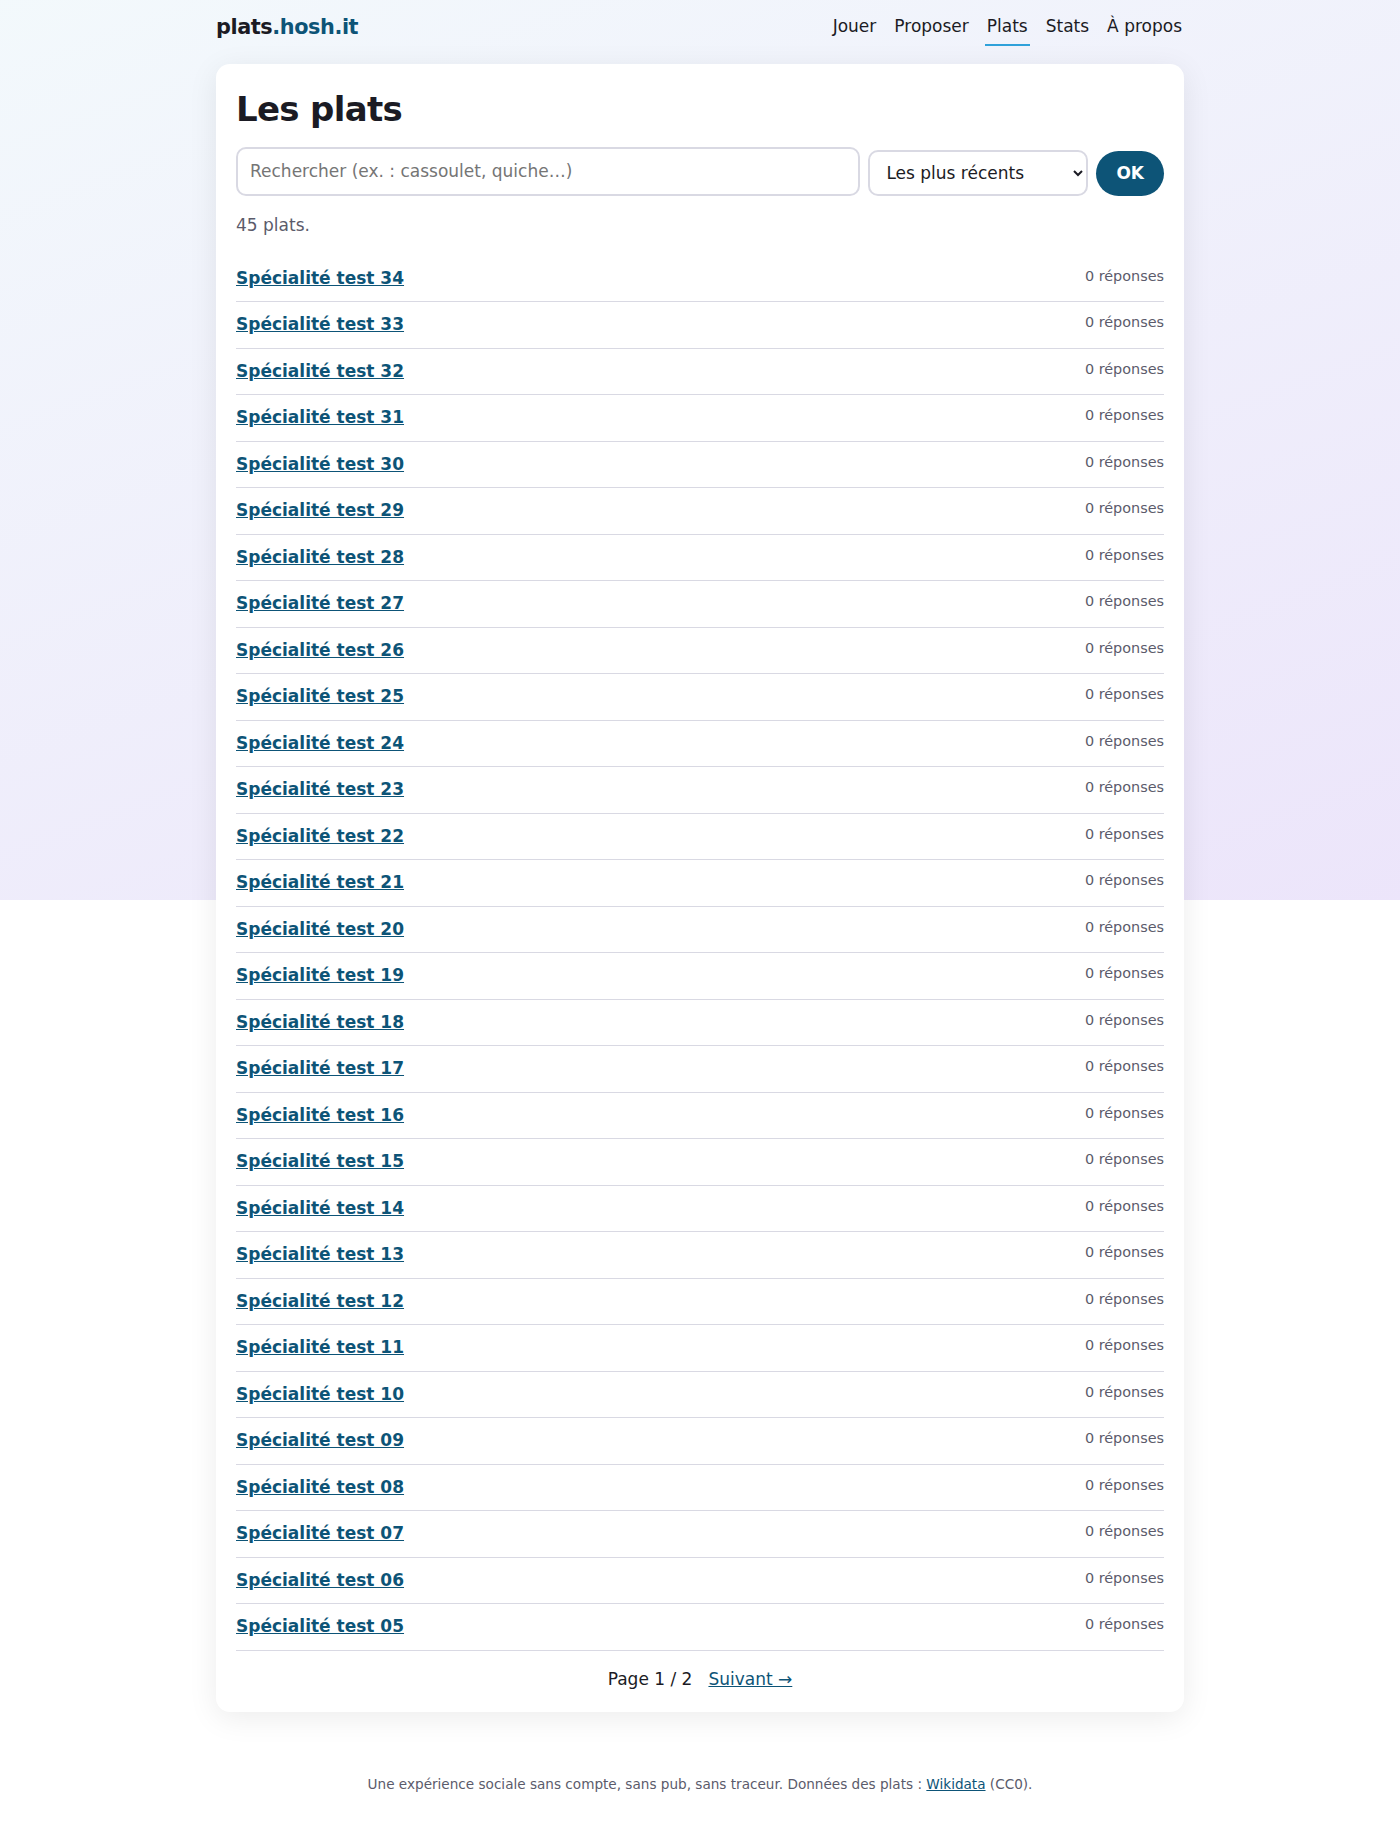 plats.hosh.it Jouer Proposer Plats Stats À propos
Les plats
Rechercher (ex. : cassoulet, quiche…) Les plus récents OK
45 plats.
Spécialité test 34 0 réponses
Spécialité test 33 0 réponses
Spécialité test 32 0 réponses
Spécialité test 31 0 réponses
Spécialité test 30 0 réponses
Spécialité test 29 0 réponses
Spécialité test 28 0 réponses
Spécialité test 27 0 réponses
Spécialité test 26 0 réponses
Spécialité test 25 0 réponses
Spécialité test 24 0 réponses
Spécialité test 23 0 réponses
Spécialité test 22 0 réponses
Spécialité test 21 0 réponses
Spécialité test 20 0 réponses
Spécialité test 19 0 réponses
Spécialité test 18 0 réponses
Spécialité test 17 0 réponses
Spécialité test 16 0 réponses
Spécialité test 15 0 réponses
Spécialité test 14 0 réponses
Spécialité test 13 0 réponses
Spécialité test 12 0 réponses
Spécialité test 11 0 réponses
Spécialité test 10 0 réponses
Spécialité test 09 0 réponses
Spécialité test 08 0 réponses
Spécialité test 07 0 réponses
Spécialité test 06 0 réponses
Spécialité test 05 0 réponses
Page 1 / 2 Suivant →
Une expérience sociale sans compte, sans pub, sans traceur. Données des plats : Wikidata (CC0).